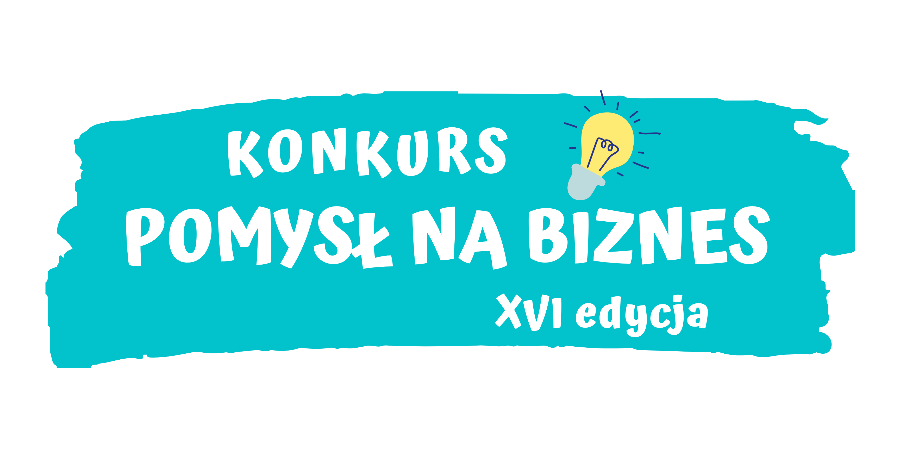 KONKURS
POMYSŁ NA BIZNES
XVI edycja